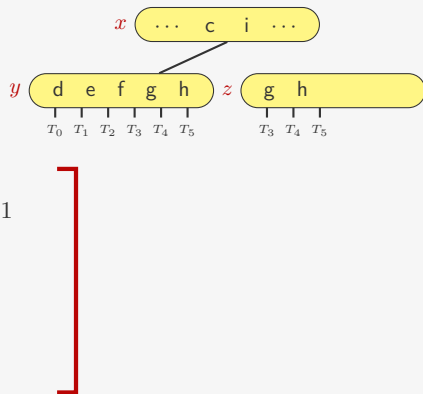 x ··· c i ···
y d e f g h z g h
T₀ T₁ T₂ T₃ T₄ T₅ T₃ T₄ T₅
1